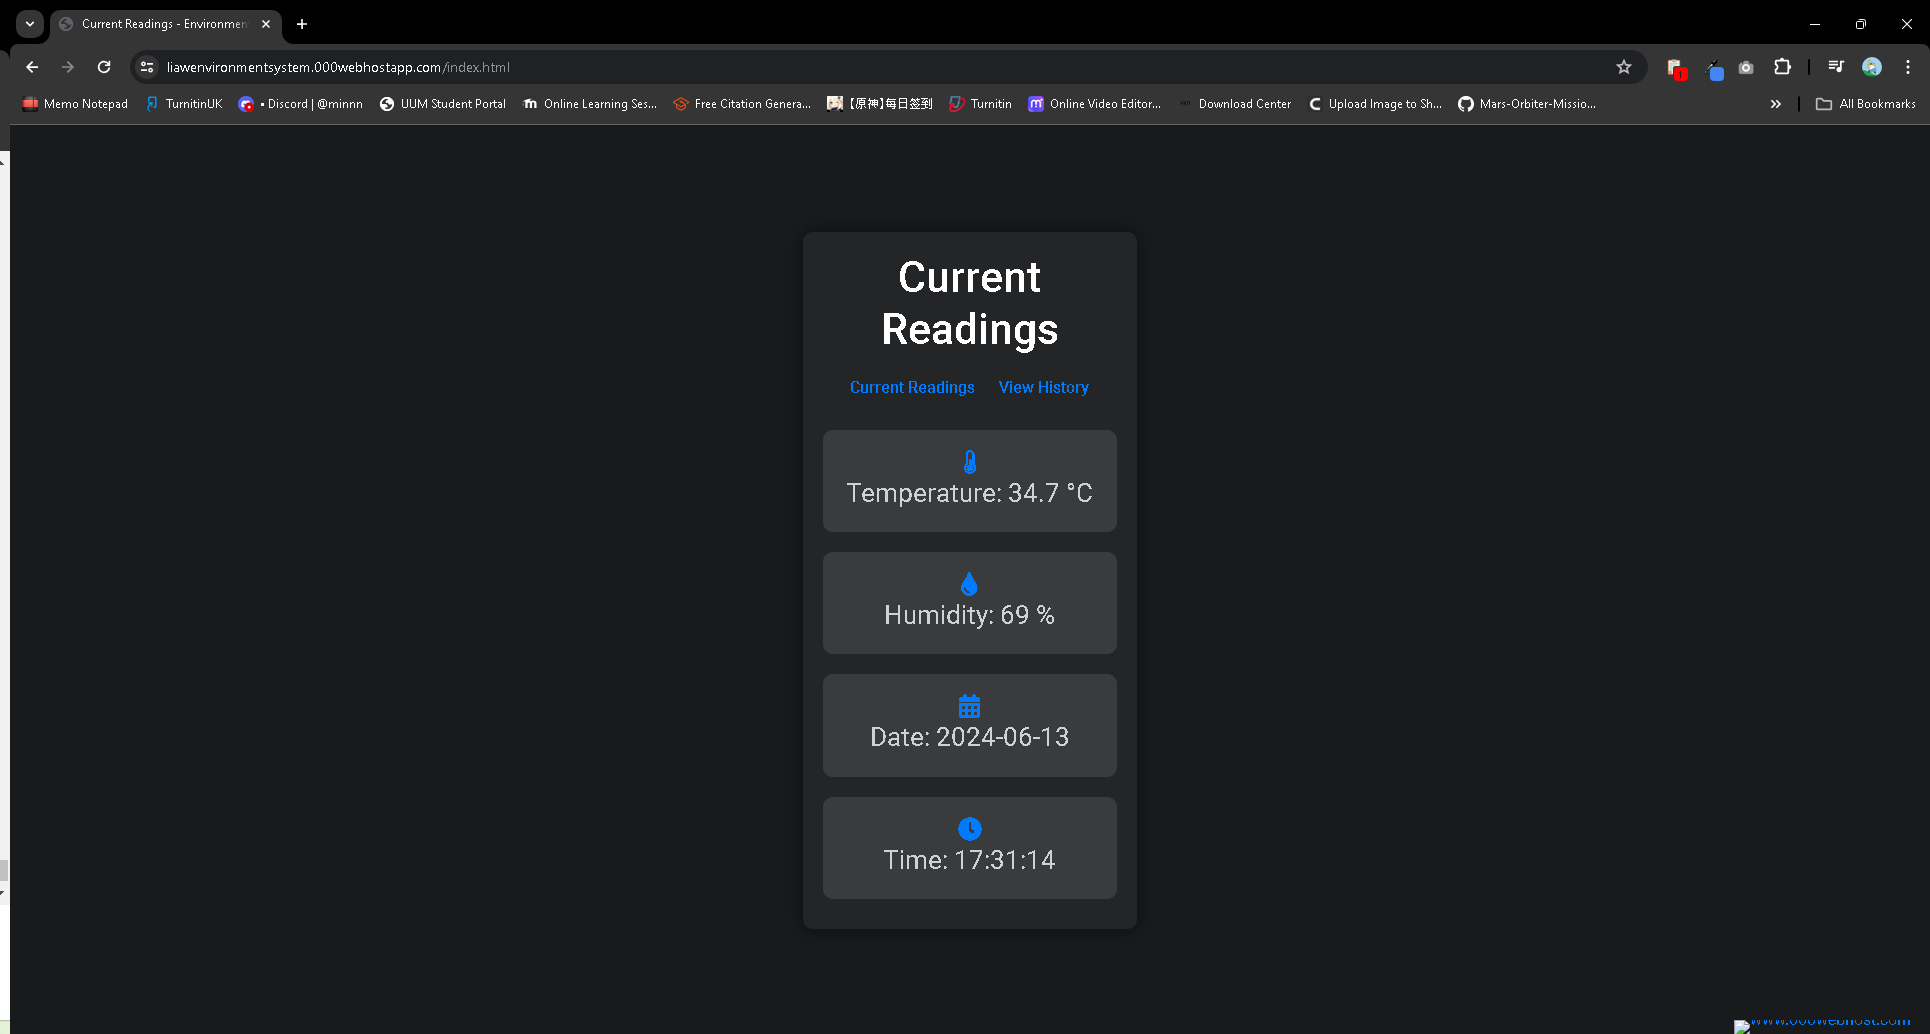 Current Readings - Environmen
liawenvironmentsystem.000webhostapp.com/index.html
Memo Notepad
TurnitinUK
• Discord | @minnn
UUM Student Portal
Online Learning Ses...
Free Citation Genera...
【原神】每日签到
Turnitin
Online Video Editor...
Download Center
Upload Image to Sh...
Mars-Orbiter-Missio...
»
All Bookmarks
Current
Readings
Current Readings View History
Temperature: 34.7 °C
Humidity: 69 %
Date: 2024-06-13
Time: 17:31:14
www.000webhost.com